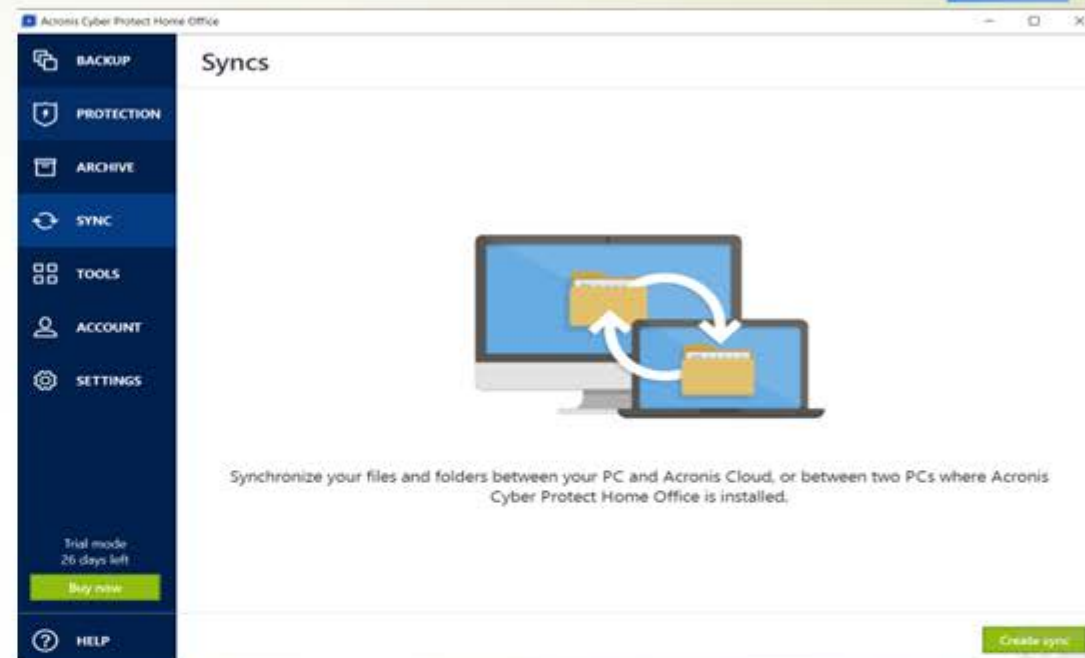 Acronis Cyber Protect Home Office
BACKUP
PROTECTION
ARCHIVE
SYNC
TOOLS
ACCOUNT
SETTINGS
Trial mode
26 days left
Buy now
HELP
Syncs
Synchronize your files and folders between your PC and Acronis Cloud, or between two PCs where Acronis
Cyber Protect Home Office is installed.
Create sync